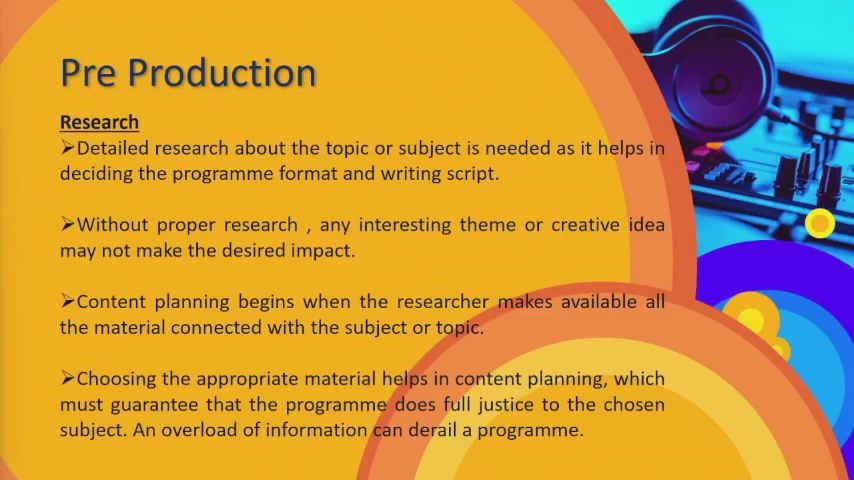 Pre Production
Research
➢Detailed research about the topic or subject is needed as it helps in
deciding the programme format and writing script.
➢Without proper research , any interesting theme or creative idea
may not make the desired impact.
➢Content planning begins when the researcher makes available all
the material connected with the subject or topic.
➢Choosing the appropriate material helps in content planning, which
must guarantee that the programme does full justice to the chosen
subject. An overload of information can derail a programme.